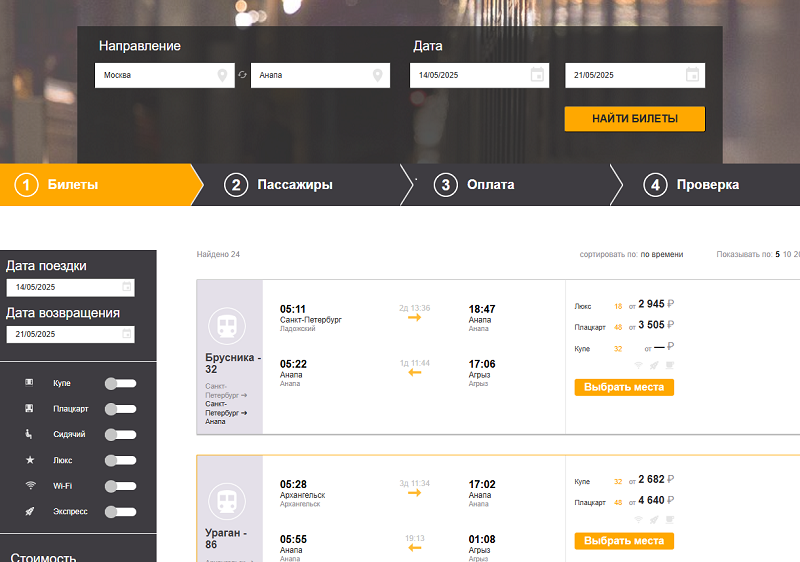 Направление
Дата
Москва
Анапа
14/05/2025
21/05/2025
НАЙТИ БИЛЕТЫ
1 Билеты
2 Пассажиры
3 Оплата
4 Проверка
Найдено 24
сортировать по: по времени
Показывать по: 5 10 20
Дата поездки
14/05/2025
Дата возвращения
21/05/2025
Купе
Плацкарт
Сидячий
Люкс
Wi-Fi
Экспресс
Стоимость
Брусника -
32
Санкт-
Петербург →
Санкт-
Петербург →
Анапа
05:11
Санкт-Петербург
Ладожский
2д 13:36
18:47
Анапа
Анапа
05:22
Анапа
Анапа
1д 11:44
17:06
Агрыз
Агрыз
Люкс 18 от 2 945 ₽
Плацкарт 48 от 3 505 ₽
Купе 32 от — ₽
Выбрать места
Ураган -
86
05:28
Архангельск
Архангельск
3д 11:34
17:02
Анапа
Анапа
05:55
Анапа
Анапа
19:13
01:08
Агрыз
Агрыз
Купе 32 от 2 682 ₽
Плацкарт 48 от 4 640 ₽
Выбрать места